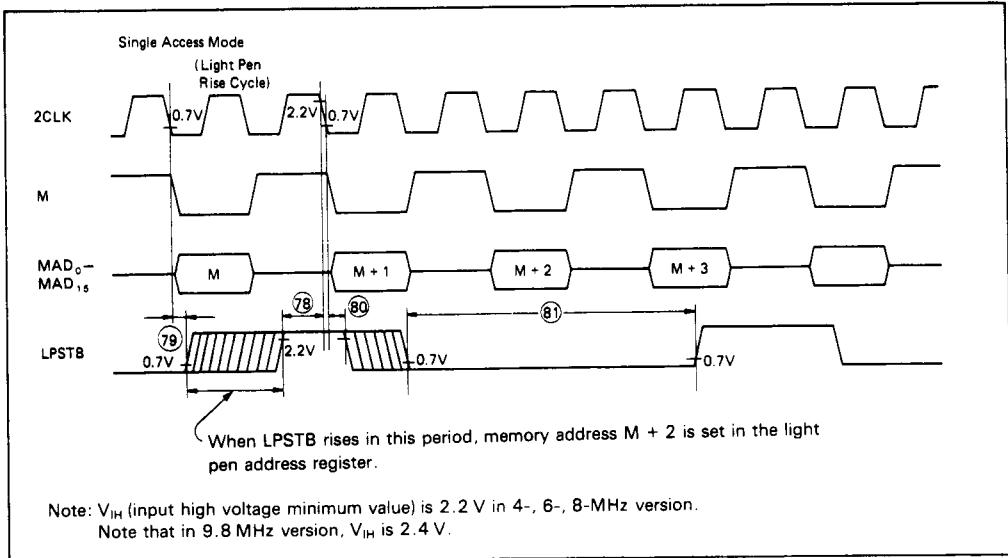 Single Access Mode
(Light Pen
Rise Cycle)
2CLK
0.7V
2.2V
0.7V
M
MAD₀–
MAD₁₅
M
M + 1
M + 2
M + 3
79
78
80
81
LPSTB
0.7V
2.2V
0.7V
0.7V
When LPSTB rises in this period, memory address M + 2 is set in the light
pen address register.
Note: V_IH (input high voltage minimum value) is 2.2 V in 4-, 6-, 8-MHz version.
Note that in 9.8 MHz version, V_IH is 2.4 V.